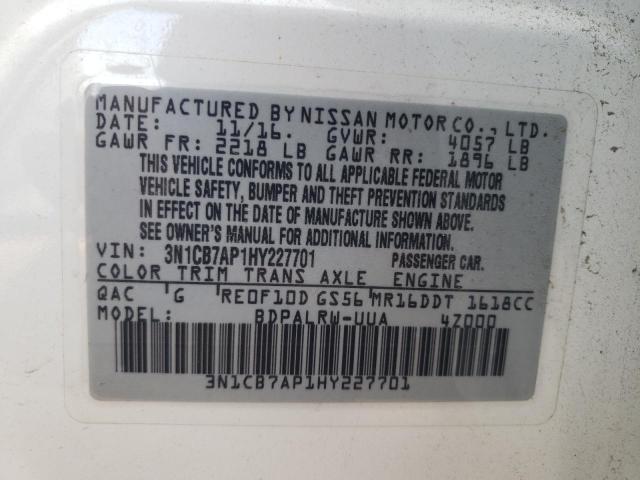 MANUFACTURED BY NISSAN MOTOR CO., LTD.
DATE: 11/16. GVWR: 4057 LB
GAWR FR: 2218 LB GAWR RR: 1896 LB
THIS VEHICLE CONFORMS TO ALL APPLICABLE FEDERAL MOTOR
VEHICLE SAFETY, BUMPER AND THEFT PREVENTION STANDARDS
IN EFFECT ON THE DATE OF MANUFACTURE SHOWN ABOVE.
SEE OWNER'S MANUAL FOR ADDITIONAL INFORMATION.
VIN: 3N1CB7AP1HY227701 PASSENGER CAR.
COLOR TRIM TRANS AXLE ENGINE
QAC G RE0F10D GS56 MR16DDT 1618CC
MODEL: BDPALRW-UUA 4Z000
3N1CB7AP1HY227701